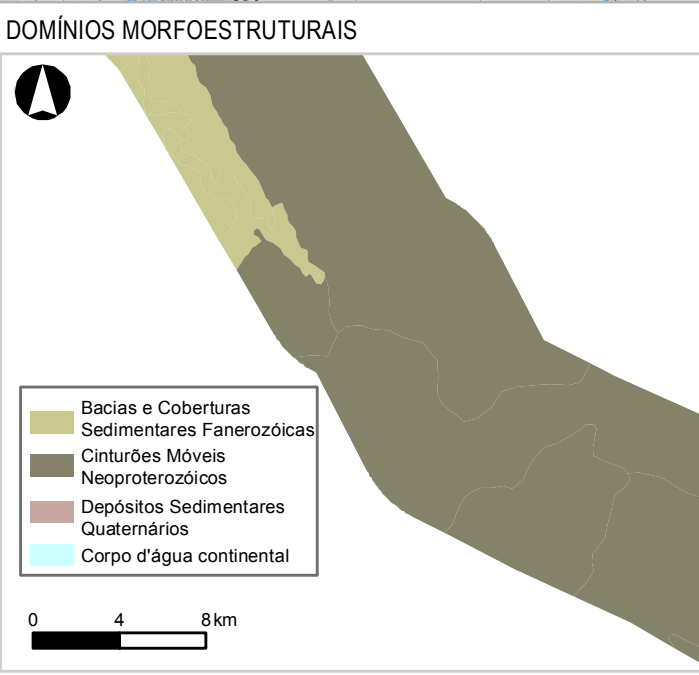 DOMÍNIOS MORFOESTRUTURAIS
Bacias e Coberturas
Sedimentares Fanerozóicas
Cinturões Móveis
Neoproterozóicos
Depósitos Sedimentares
Quaternários
Corpo d'água continental
0 4 8 km